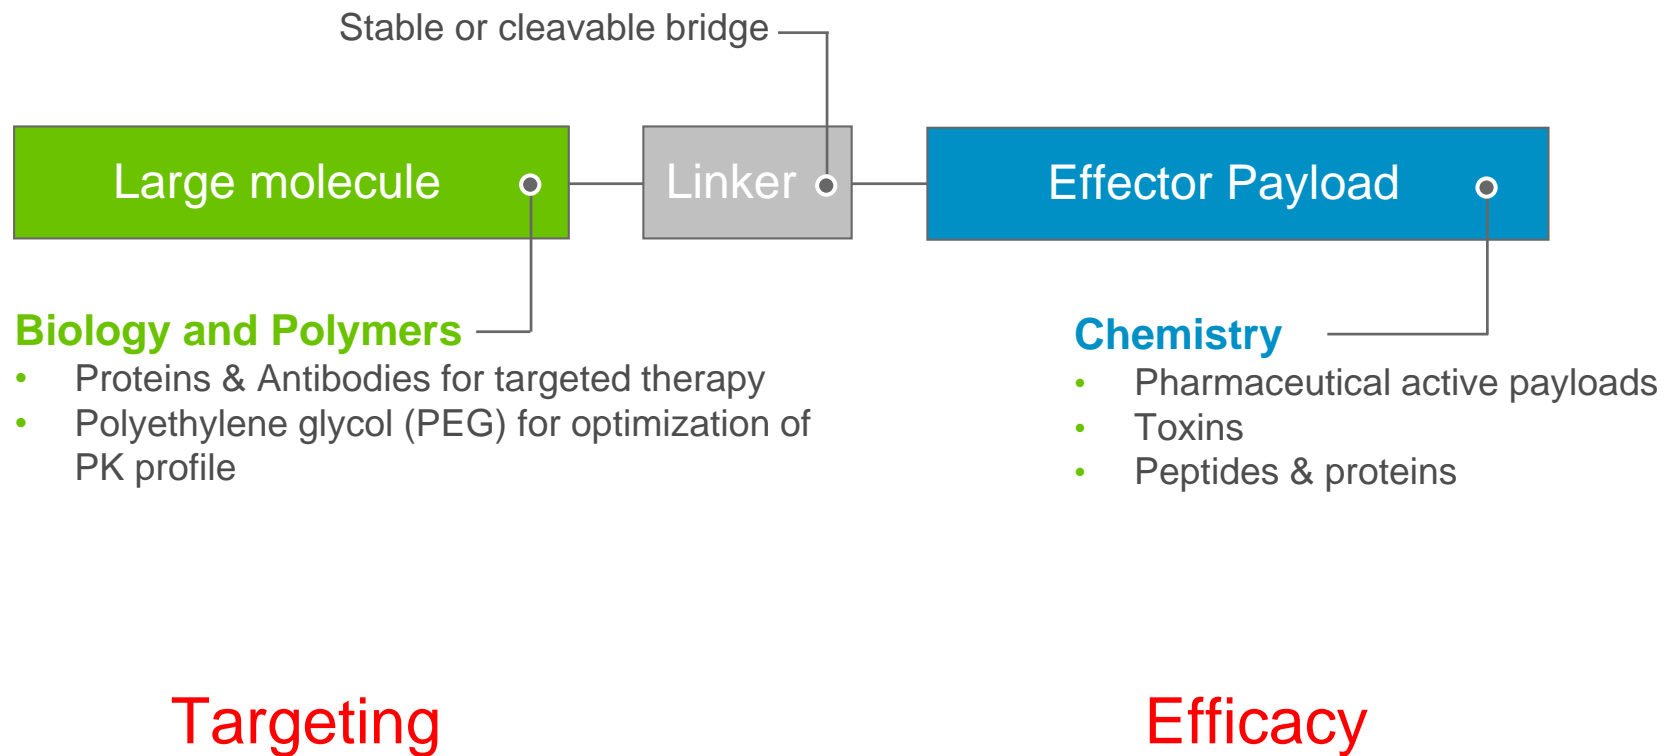 Stable or cleavable bridge
Large molecule
Linker
Effector Payload
Biology and Polymers
• Proteins & Antibodies for targeted therapy
• Polyethylene glycol (PEG) for optimization of
PK profile
Chemistry
• Pharmaceutical active payloads
• Toxins
• Peptides & proteins
Targeting
Efficacy